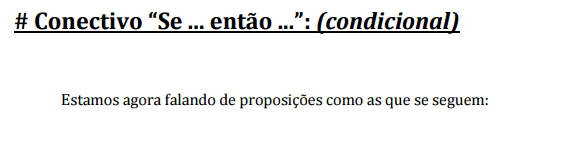 # Conectivo “Se ... então ...”: (condicional)
Estamos agora falando de proposições como as que se seguem: